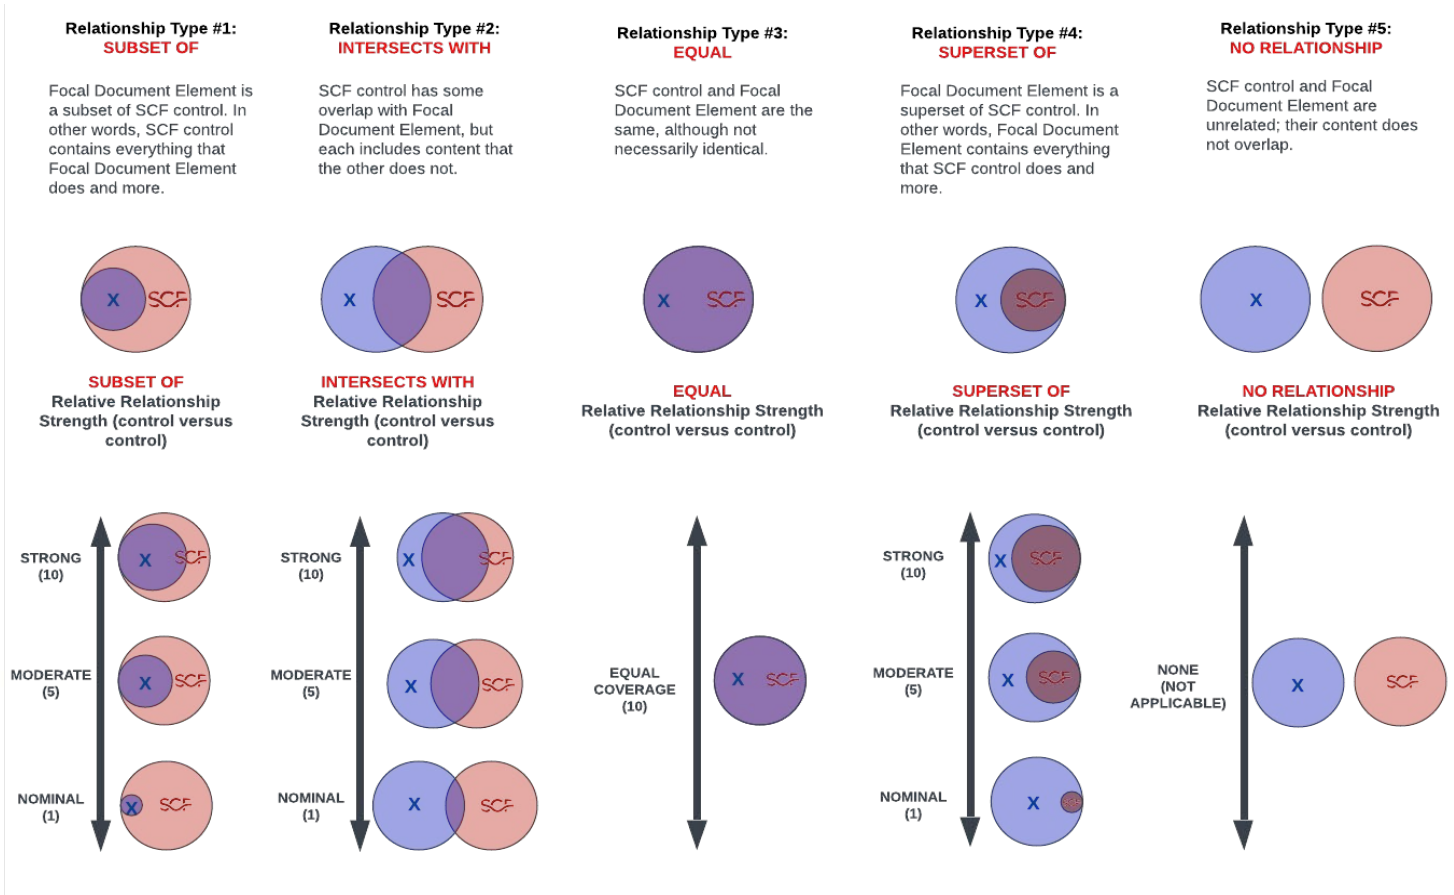 Relationship Type #1:
SUBSET OF
Focal Document Element is
a subset of SCF control. In
other words, SCF control
contains everything that
Focal Document Element
does and more.
X
SCF
SUBSET OF
Relative Relationship
Strength (control versus
control)
STRONG
(10)
X
SCF
MODERATE
(5)
X
SCF
NOMINAL
(1)
X
SCF
Relationship Type #2:
INTERSECTS WITH
SCF control has some
overlap with Focal
Document Element, but
each includes content that
the other does not.
X
SCF
INTERSECTS WITH
Relative Relationship
Strength (control versus
control)
STRONG
(10)
X
SCF
MODERATE
(5)
X
SCF
NOMINAL
(1)
X
SCF
Relationship Type #3:
EQUAL
SCF control and Focal
Document Element are the
same, although not
necessarily identical.
X
SCF
EQUAL
Relative Relationship Strength
(control versus control)
EQUAL
COVERAGE
(10)
X
SCF
Relationship Type #4:
SUPERSET OF
Focal Document Element is a
superset of SCF control. In
other words, Focal Document
Element contains everything
that SCF control does and
more.
X
SCF
SUPERSET OF
Relative Relationship Strength
(control versus control)
STRONG
(10)
X
SCF
MODERATE
(5)
X
SCF
NOMINAL
(1)
X
SCF
Relationship Type #5:
NO RELATIONSHIP
SCF control and Focal
Document Element are
unrelated; their content does
not overlap.
X
SCF
NO RELATIONSHIP
Relative Relationship Strength
(control versus control)
NONE
(NOT
APPLICABLE)
X
SCF